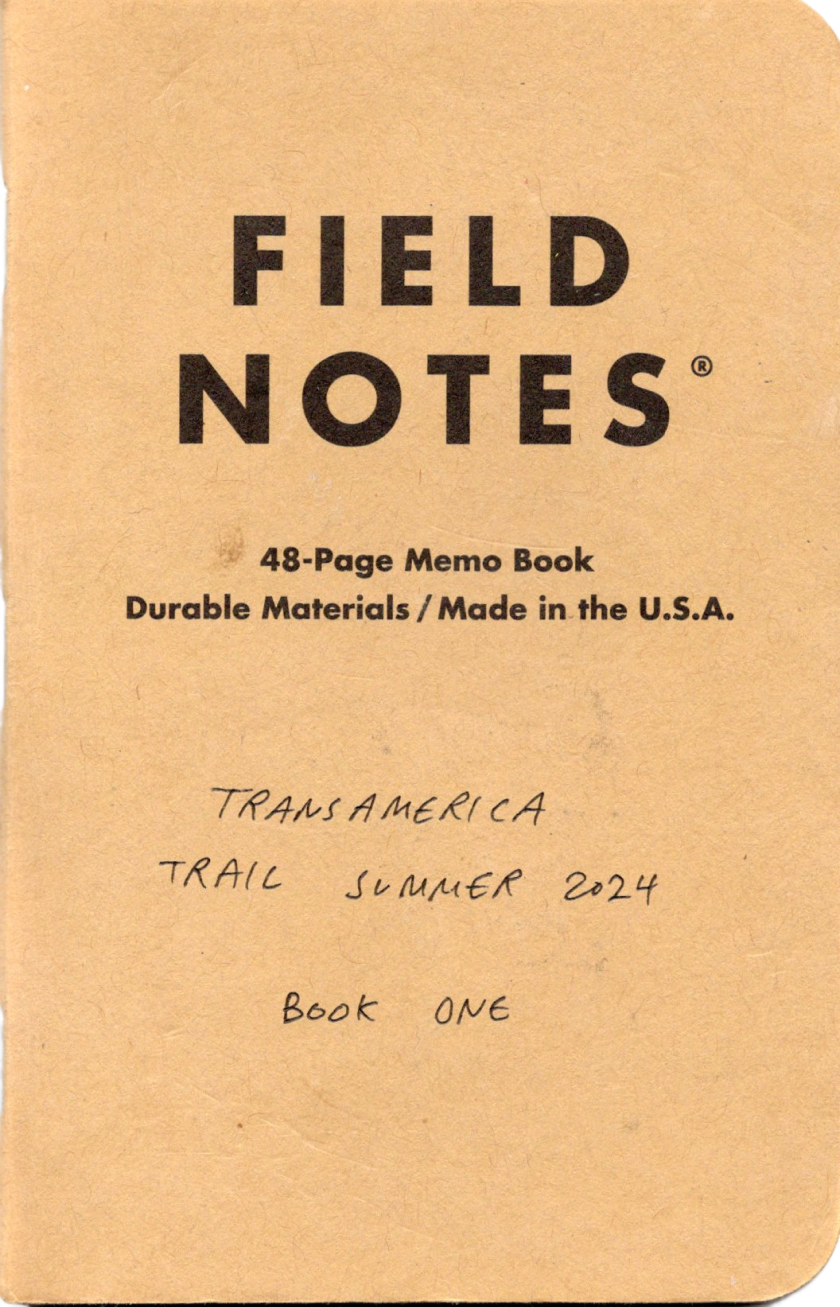 FIELD
NOTES®
48-Page Memo Book
Durable Materials / Made in the U.S.A.
TRANSAMERICA
TRAIL SUMMER 2024
BOOK ONE